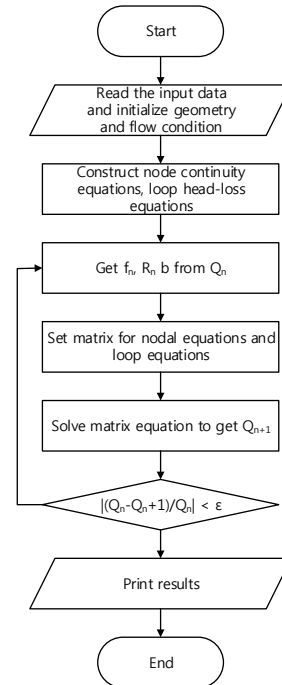 Start
Read the input data
and initialize geometry
and flow condition
Construct node continuity
equations, loop head-loss
equations
Get fₙ, Rₙ b from Qₙ
Set matrix for nodal equations and
loop equations
Solve matrix equation to get Qₙ₊₁
|(Qₙ-Qₙ+1)/Qₙ| < ε
Print results
End